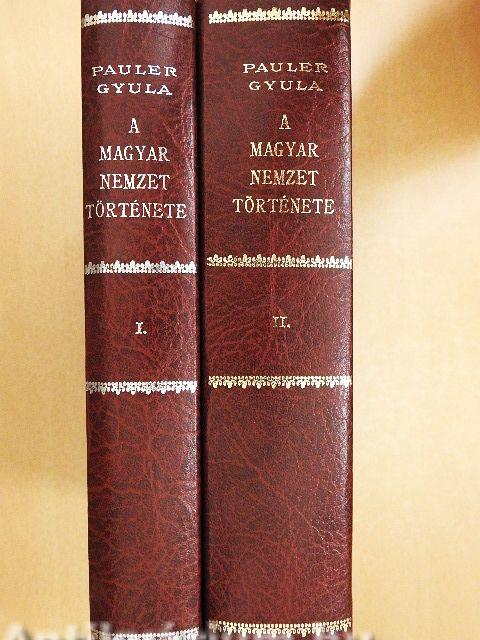 PAULER
GYULA
A
MAGYAR
NEMZET
TÖRTÉNETE
I.
PAULER
GYULA
A
MAGYAR
NEMZET
TÖRTÉNETE
II.